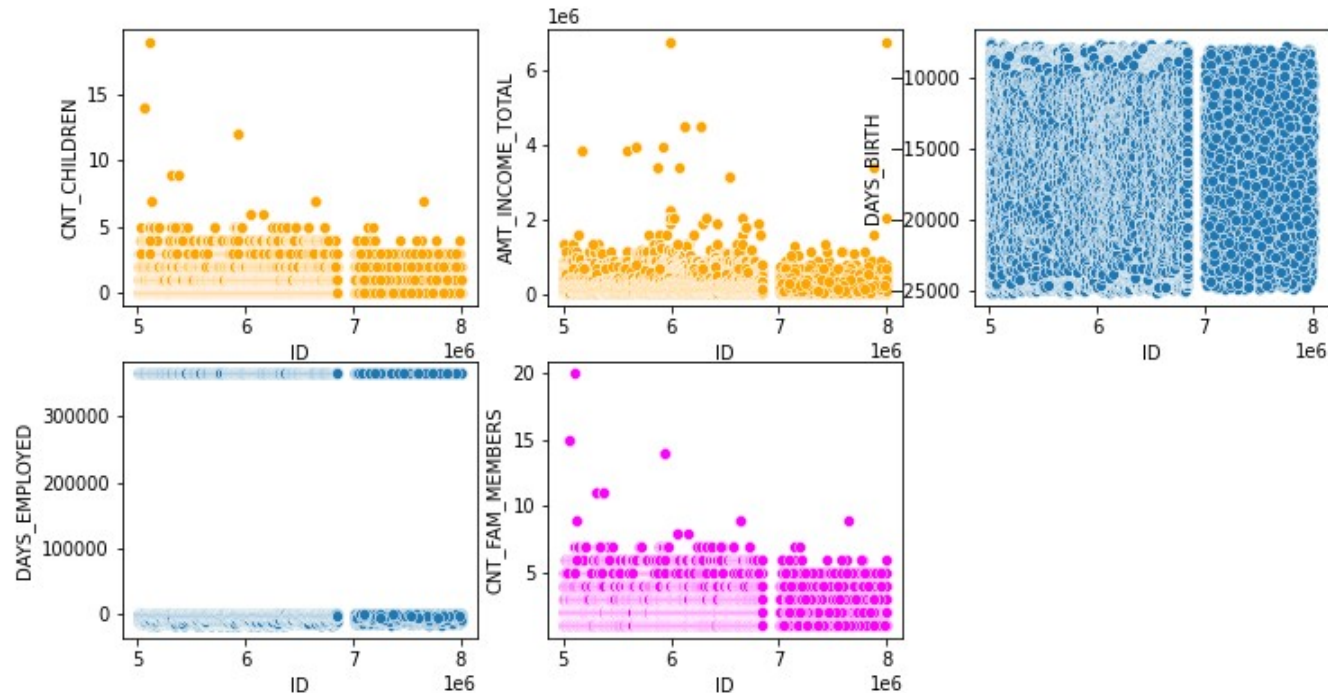 CNT_CHILDREN
15
10
5
0
5 6 7 8
ID
1e6
1e6
AMT_INCOME_TOTAL
6
4
2
0
5 6 7 8
ID
1e6
DAYS_BIRTH
10000
15000
20000
25000
5 6 7 8
ID
1e6
DAYS_EMPLOYED
300000
200000
100000
0
5 6 7 8
ID
1e6
CNT_FAM_MEMBERS
20
15
10
5
5 6 7 8
ID
1e6